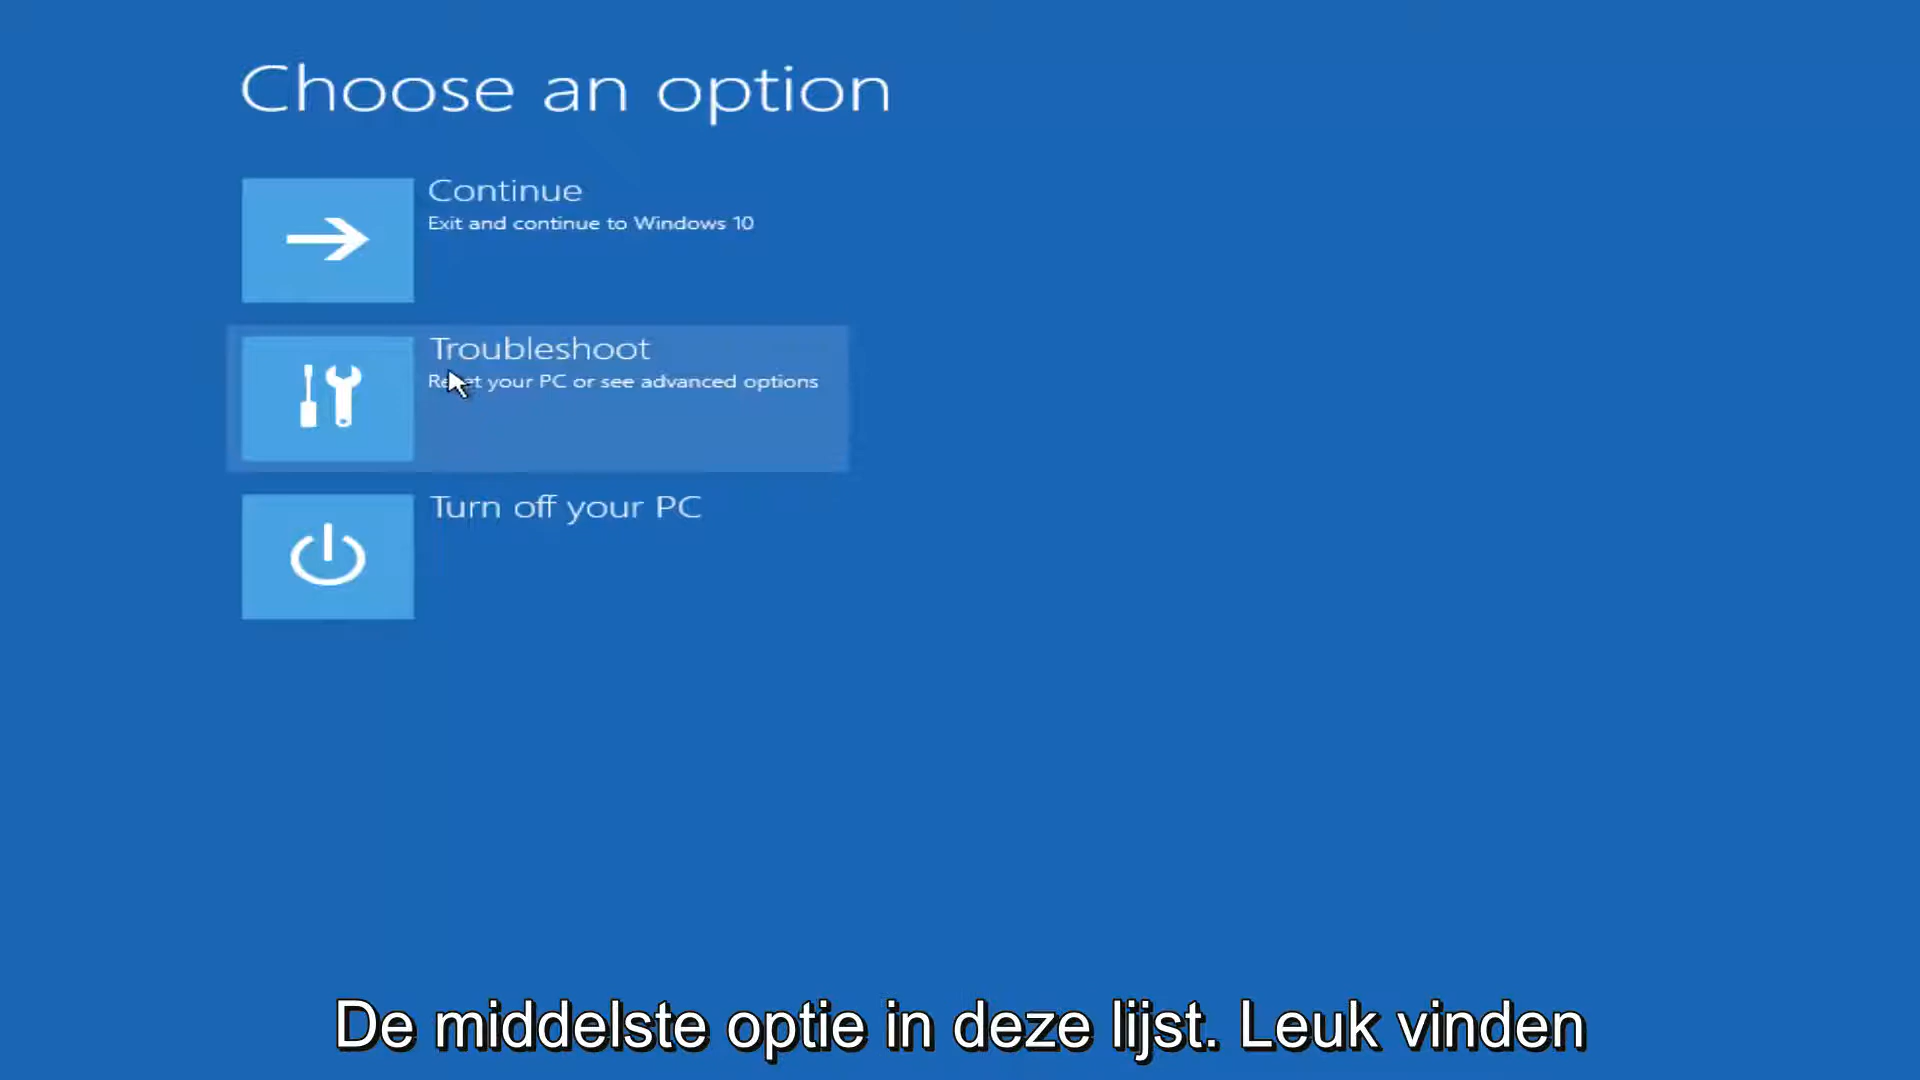 Choose an option
Continue
Exit and continue to Windows 10
Troubleshoot
Reset your PC or see advanced options
Turn off your PC
De middelste optie in deze lijst. Leuk vinden